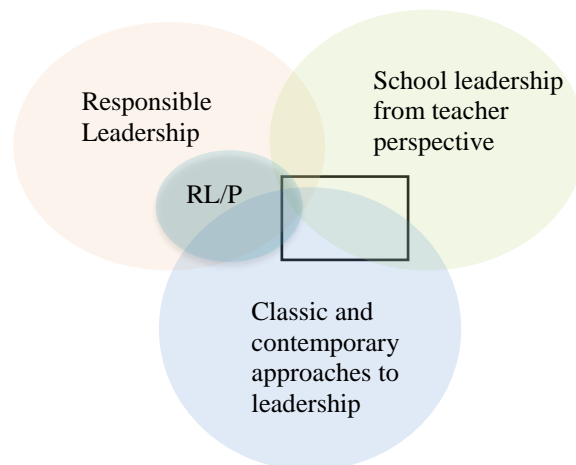 Responsible
Leadership
School leadership
from teacher
perspective
RL/P
Classic and
contemporary
approaches to
leadership